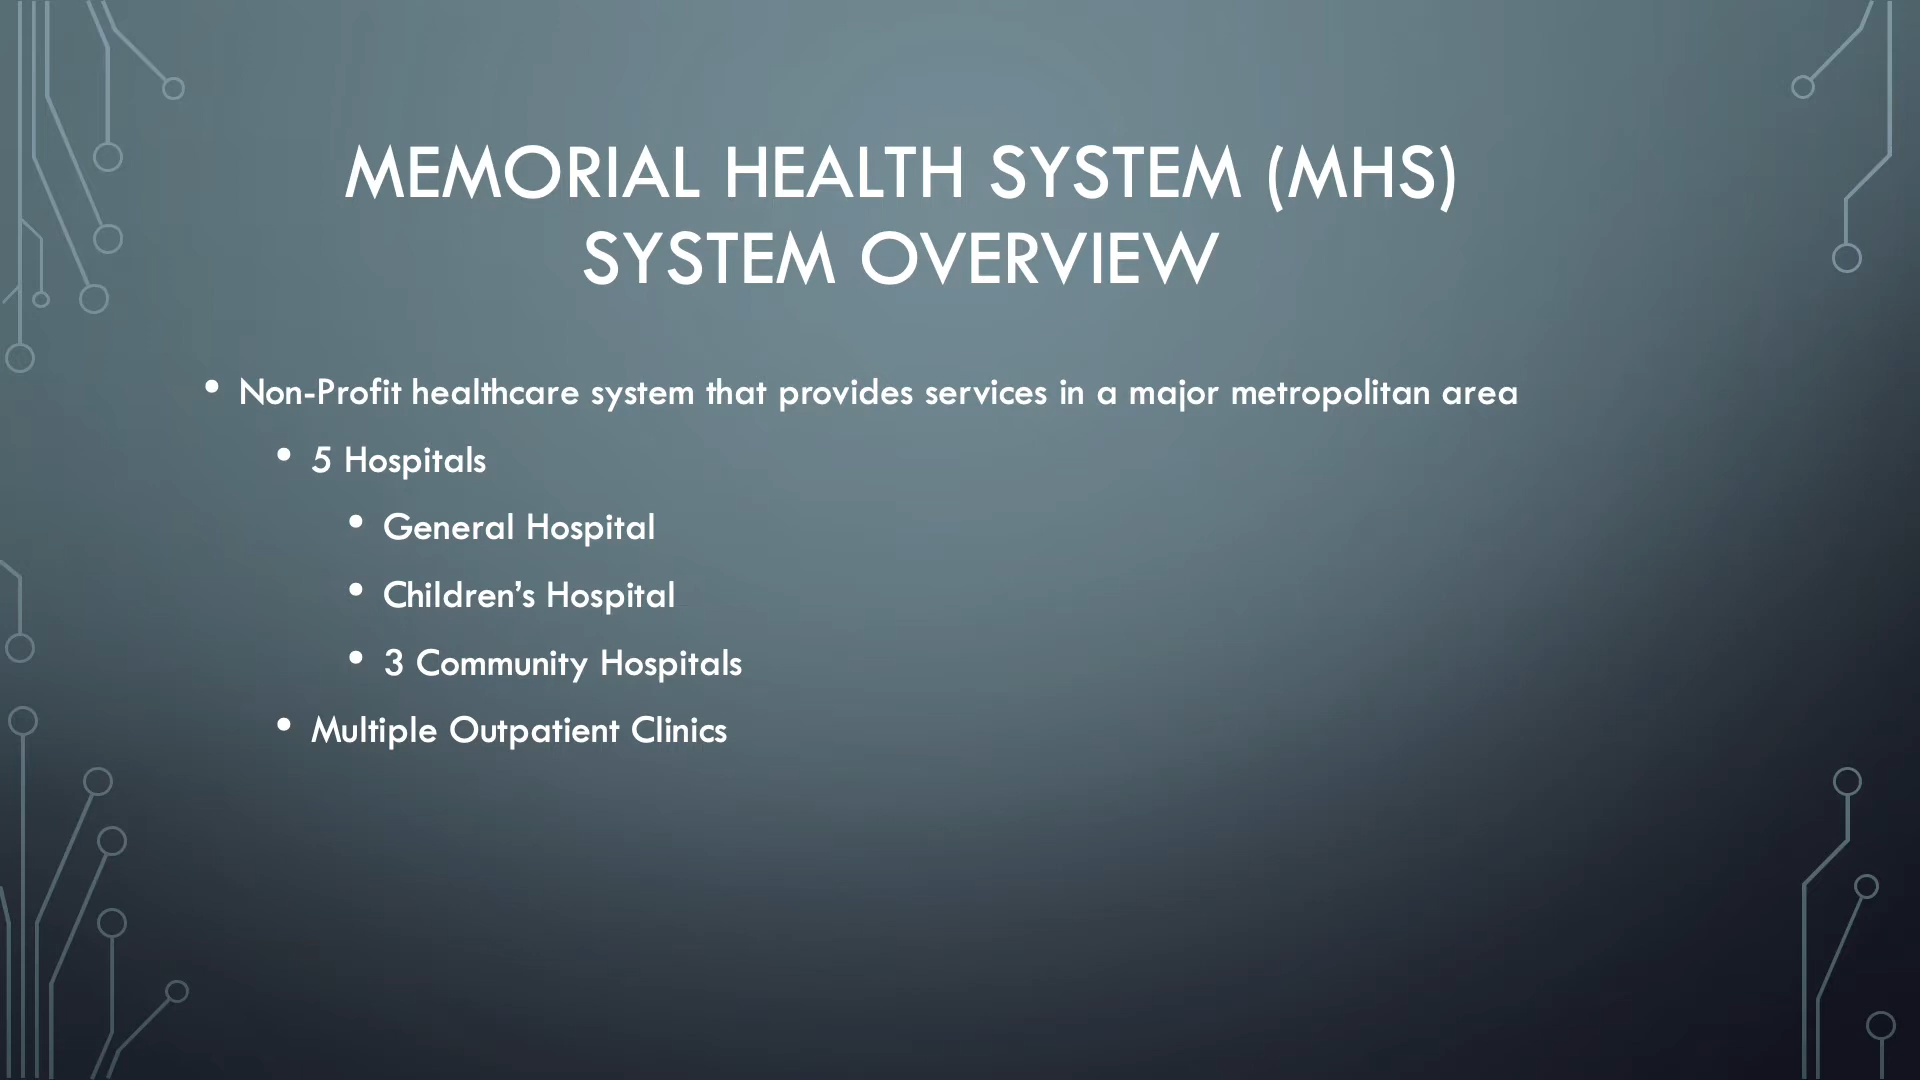 MEMORIAL HEALTH SYSTEM (MHS)
SYSTEM OVERVIEW
• Non-Profit healthcare system that provides services in a major metropolitan area
• 5 Hospitals
• General Hospital
• Children’s Hospital
• 3 Community Hospitals
• Multiple Outpatient Clinics